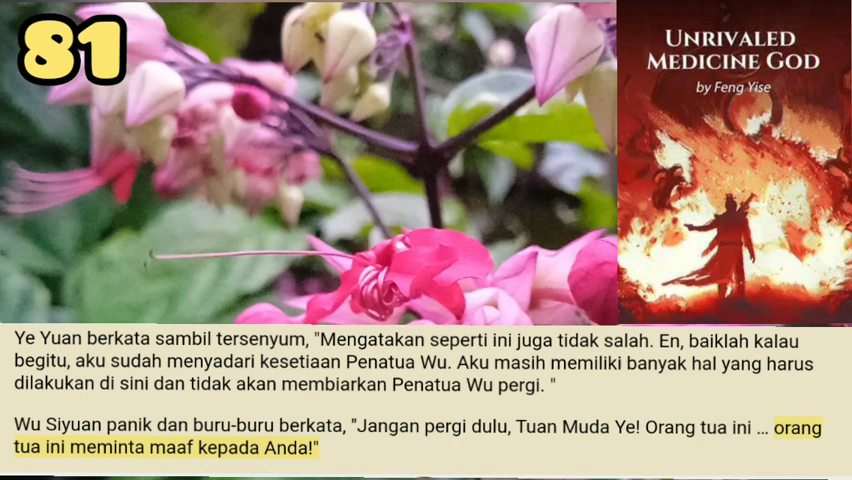 81
UNRIVALED
MEDICINE GOD
by Feng Yise
Ye Yuan berkata sambil tersenyum, "Mengatakan seperti ini juga tidak salah. En, baiklah kalau
begitu, aku sudah menyadari kesetiaan Penatua Wu. Aku masih memiliki banyak hal yang harus
dilakukan di sini dan tidak akan membiarkan Penatua Wu pergi. "
Wu Siyuan panik dan buru-buru berkata, "Jangan pergi dulu, Tuan Muda Ye! Orang tua ini ... orang
tua ini meminta maaf kepada Anda!"